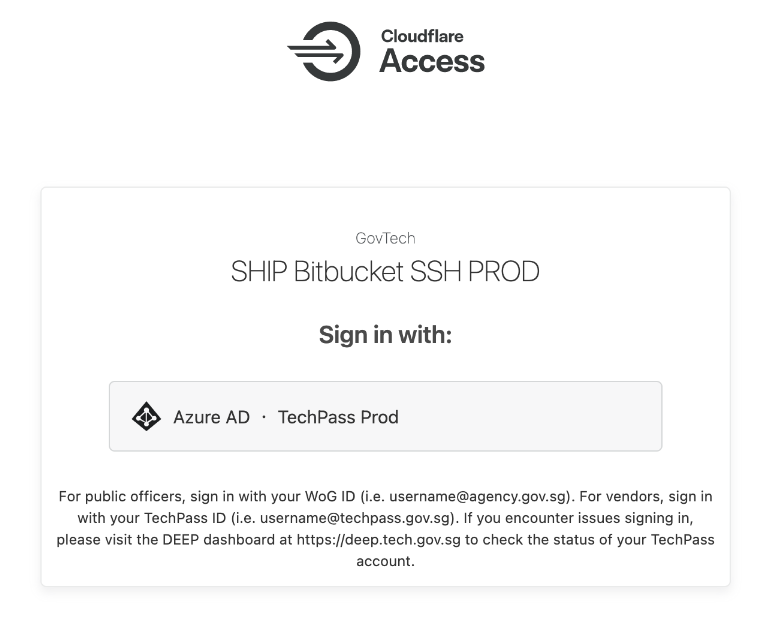 Cloudflare
Access
GovTech
SHIP Bitbucket SSH PROD
Sign in with:
Azure AD · TechPass Prod
For public officers, sign in with your WoG ID (i.e. username@agency.gov.sg). For vendors, sign in
with your TechPass ID (i.e. username@techpass.gov.sg). If you encounter issues signing in,
please visit the DEEP dashboard at https://deep.tech.gov.sg to check the status of your TechPass
account.